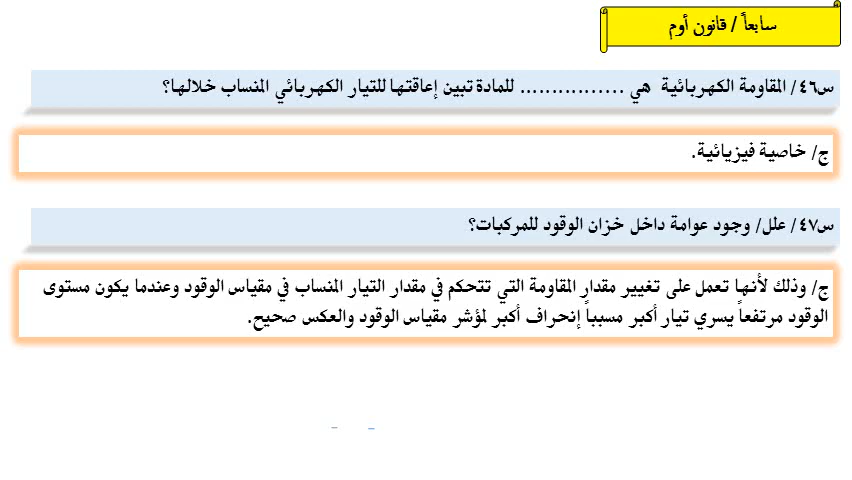 سابعاً / قانون أوم
س٤٦/ المقاومة الكهربائية هي ................ للمادة تبين إعاقتها للتيار الكهربائي المنساب خلالها؟
ج/ خاصية فيزيائية.
س٤٧/ علل/ وجود عوامة داخل خزان الوقود للمركبات؟
ج/ وذلك لأنها تعمل على تغيير مقدار المقاومة التي تتحكم في مقدار التيار المنساب في مقياس الوقود وعندما يكون مستوى
الوقود مرتفعاً يسري تيار أكبر مسبباً إنحراف أكبر لمؤشر مقياس الوقود والعكس صحيح.